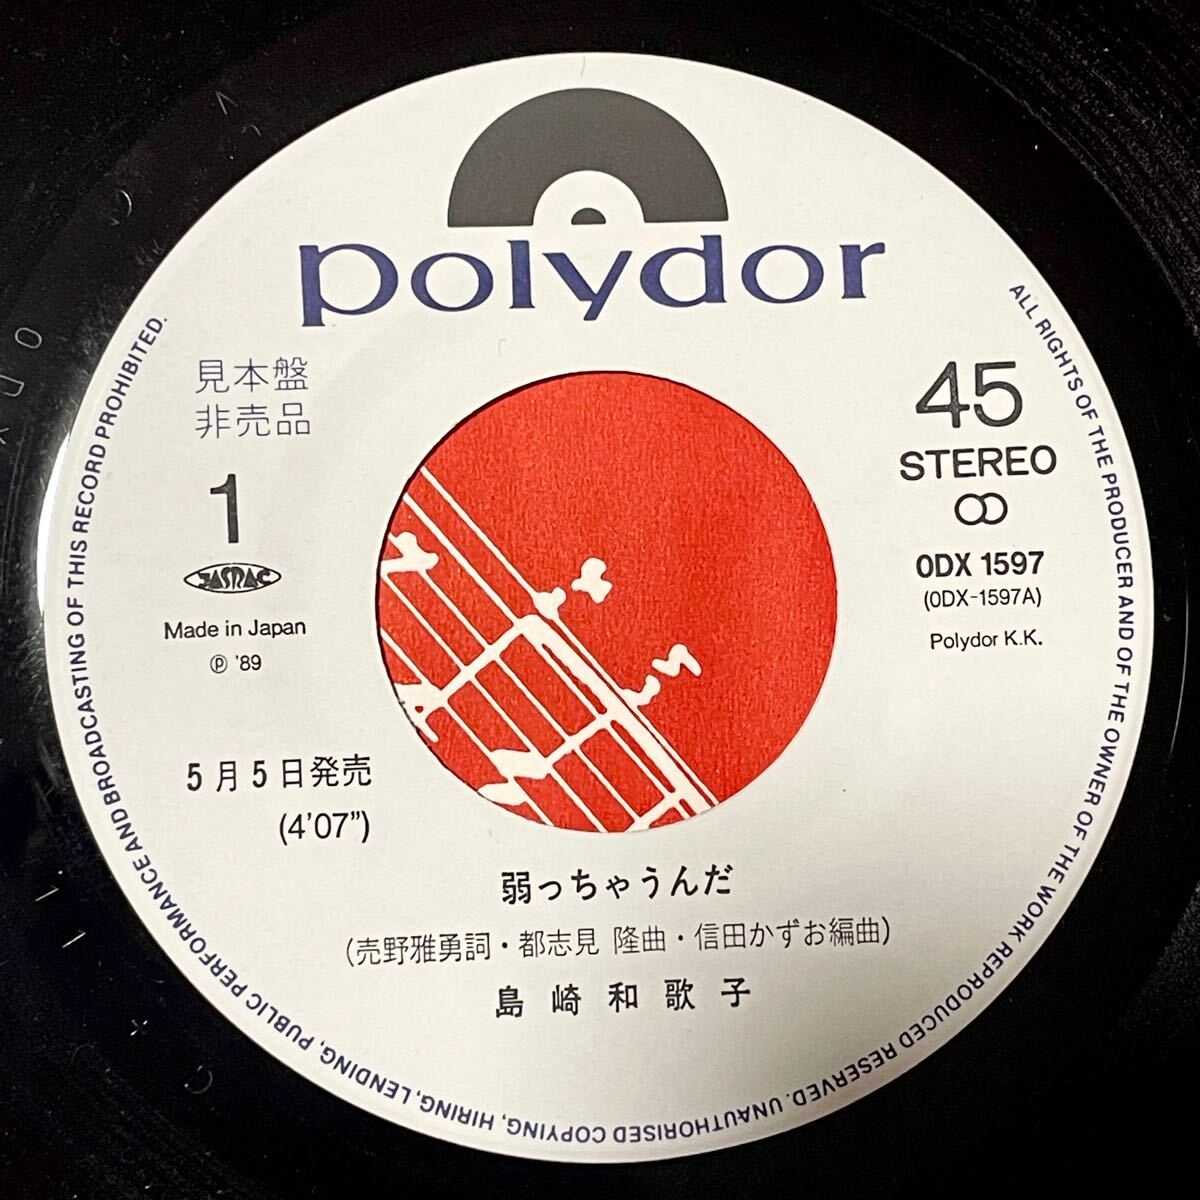 polydor
見本盤
非売品
1
JASRAC
Made in Japan
℗ '89
45
STEREO
ODX 1597
(ODX-1597A)
Polydor K.K.
5月5日発売
(4'07")
弱っちゃうんだ
(売野雅勇詞・都志見 隆曲・信田かずお編曲)
島崎和歌子
ALL RIGHTS OF THE PRODUCER AND OF THE OWNER OF THE WORK REPRODUCED RESERVED. UNAUTHORISED COPYING, HIRING, LENDING, PUBLIC PERFORMANCE AND BROADCASTING OF THIS RECORD PROHIBITED.